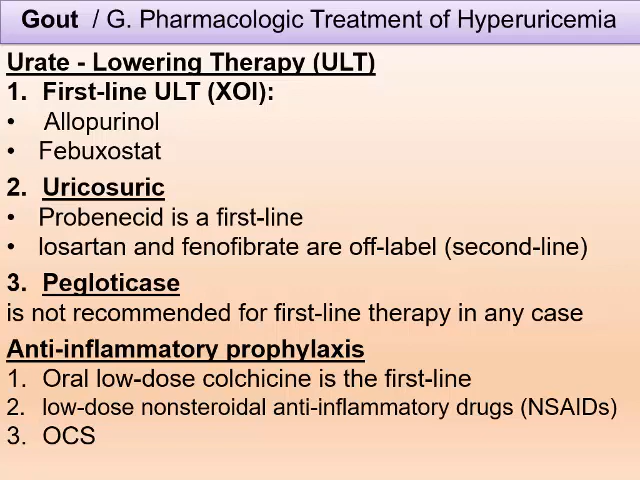 Gout / G. Pharmacologic Treatment of Hyperuricemia
Urate - Lowering Therapy (ULT)
1. First-line ULT (XOI):
• Allopurinol
• Febuxostat
2. Uricosuric
• Probenecid is a first-line
• losartan and fenofibrate are off-label (second-line)
3. Pegloticase
is not recommended for first-line therapy in any case
Anti-inflammatory prophylaxis
1. Oral low-dose colchicine is the first-line
2. low-dose nonsteroidal anti-inflammatory drugs (NSAIDs)
3. OCS